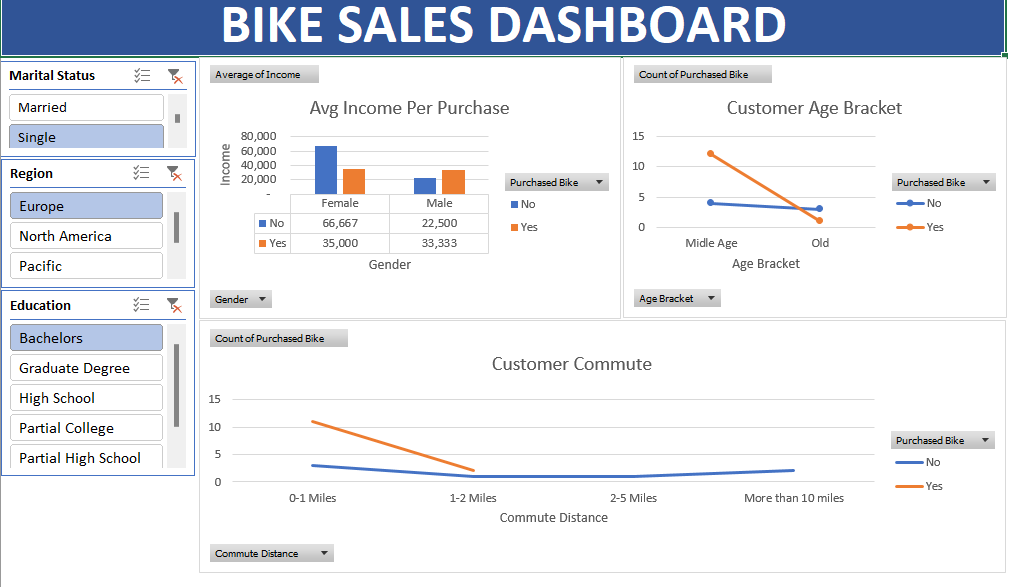 BIKE SALES DASHBOARD
Marital Status
Married
Single
Region
Europe
North America
Pacific
Education
Bachelors
Graduate Degree
High School
Partial College
Partial High School
Average of Income
Avg Income Per Purchase
Income
80,000
60,000
40,000
20,000
-
Female Male
No 66,667 22,500
Yes 35,000 33,333
Gender
Purchased Bike
No
Yes
Gender
Count of Purchased Bike
Customer Age Bracket
15
10
5
0
Midle Age Old
Age Bracket
Purchased Bike
No
Yes
Age Bracket
Count of Purchased Bike
Customer Commute
15
10
5
0
0-1 Miles 1-2 Miles 2-5 Miles More than 10 miles
Commute Distance
Purchased Bike
No
Yes
Commute Distance